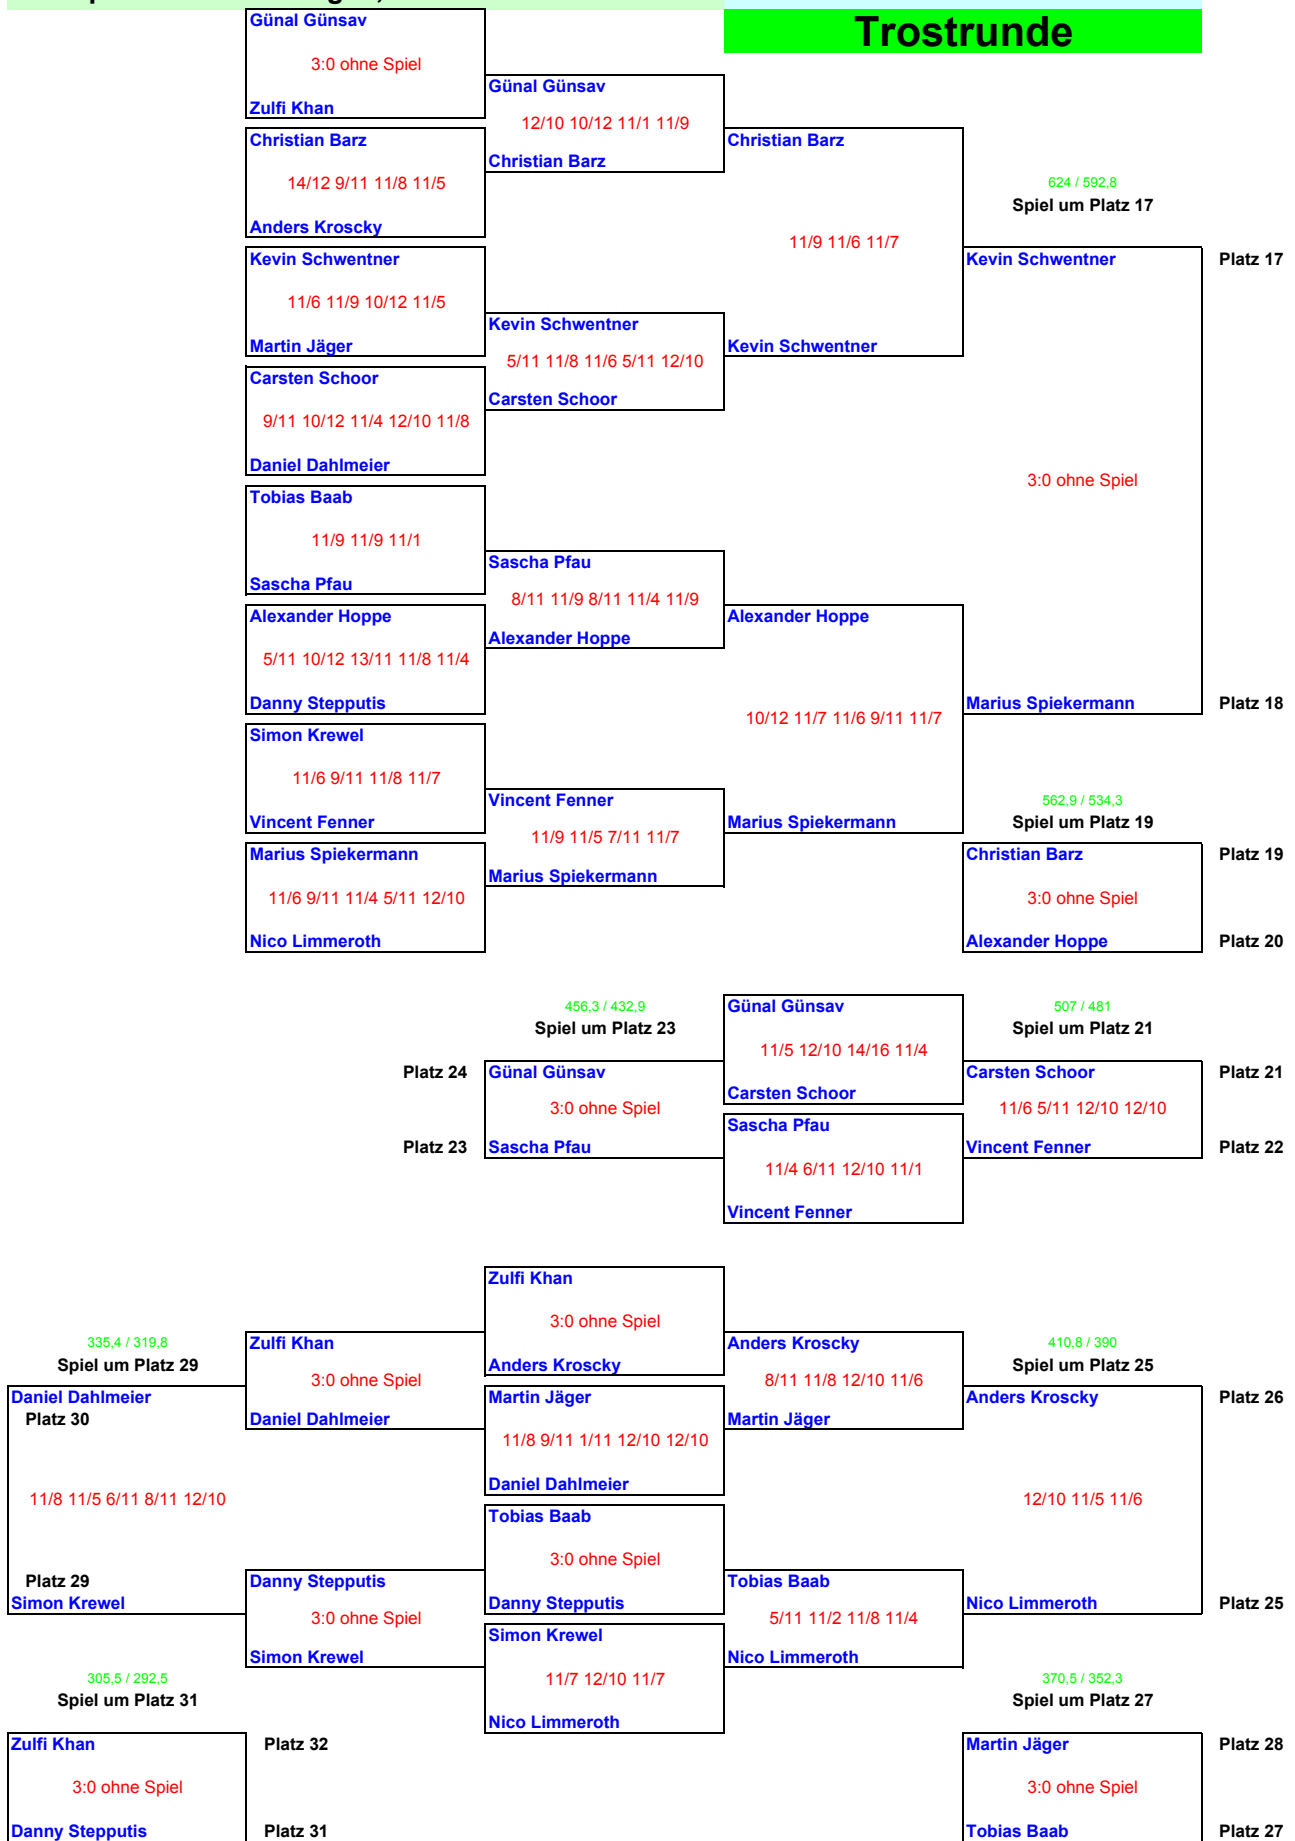 Günal Günsav
Trostrunde
3:0 ohne Spiel
Günal Günsav
Zulfi Khan
12/10 10/12 11/1 11/9
Christian Barz
Christian Barz
Christian Barz
14/12 9/11 11/8 11/5
624 / 592,8
Spiel um Platz 17
Anders Kroscky
11/9 11/6 11/7
Kevin Schwentner
Kevin Schwentner
Platz 17
11/6 11/9 10/12 11/5
Kevin Schwentner
Martin Jäger
Kevin Schwentner
5/11 11/8 11/6 5/11 12/10
Carsten Schoor
Carsten Schoor
9/11 10/12 11/4 12/10 11/8
Daniel Dahlmeier
3:0 ohne Spiel
Tobias Baab
11/9 11/9 11/1
Sascha Pfau
Sascha Pfau
8/11 11/9 8/11 11/4 11/9
Alexander Hoppe
Alexander Hoppe
Alexander Hoppe
5/11 10/12 13/11 11/8 11/4
Danny Stepputis
Marius Spiekermann
Platz 18
10/12 11/7 11/6 9/11 11/7
Simon Krewel
11/6 9/11 11/8 11/7
Vincent Fenner
562,9 / 534,3
Vincent Fenner
Marius Spiekermann
Spiel um Platz 19
11/9 11/5 7/11 11/7
Marius Spiekermann
Christian Barz
Platz 19
Marius Spiekermann
11/6 9/11 11/4 5/11 12/10
3:0 ohne Spiel
Nico Limmeroth
Alexander Hoppe
Platz 20
456,3 / 432,9
Günal Günsav
507 / 481
Spiel um Platz 23
Spiel um Platz 21
11/5 12/10 14/16 11/4
Platz 24
Günal Günsav
Carsten Schoor
Platz 21
Carsten Schoor
3:0 ohne Spiel
11/6 5/11 12/10 12/10
Sascha Pfau
Platz 23
Sascha Pfau
Vincent Fenner
Platz 22
11/4 6/11 12/10 11/1
Vincent Fenner
Zulfi Khan
3:0 ohne Spiel
335,4 / 319,8
Zulfi Khan
Anders Kroscky
410,8 / 390
Spiel um Platz 29
Anders Kroscky
Spiel um Platz 25
3:0 ohne Spiel
8/11 11/8 12/10 11/6
Daniel Dahlmeier
Martin Jäger
Anders Kroscky
Platz 26
Platz 30
Daniel Dahlmeier
Martin Jäger
11/8 9/11 1/11 12/10 12/10
Daniel Dahlmeier
11/8 11/5 6/11 8/11 12/10
12/10 11/5 11/6
Tobias Baab
3:0 ohne Spiel
Platz 29
Danny Stepputis
Tobias Baab
Simon Krewel
Danny Stepputis
Nico Limmeroth
Platz 25
3:0 ohne Spiel
5/11 11/2 11/8 11/4
Simon Krewel
Simon Krewel
Nico Limmeroth
305,5 / 292,5
11/7 12/10 11/7
370,5 / 352,3
Spiel um Platz 31
Spiel um Platz 27
Nico Limmeroth
Zulfi Khan
Platz 32
Martin Jäger
Platz 28
3:0 ohne Spiel
3:0 ohne Spiel
Danny Stepputis
Platz 31
Tobias Baab
Platz 27